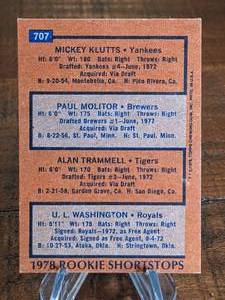 707
MICKEY KLUTTS • Yankees
Ht: 6'0" Wt: 180 Bats: Right Throws: Right
Drafted: Yankees #4-June, 1972
Acquired: Via Draft
B: 9-20-54, Montebello, Cal. H: Pico Rivera, Ca.
PAUL MOLITOR • Brewers
Ht: 6'0" Wt: 175 Bats: Right Throws: Right
Drafted Brewers #1-June, 1977
B: 8-22-56, St. Paul, Minn. H: St. Paul, Minn.
ALAN TRAMMELL • Tigers
Ht: 6'0" Wt: 170 Bats: Right Throws: Right
Drafted: Tigers #2-June, 1976
Acquired: Via Draft
B: 2-21-58, Garden Grove, Cal. H: San Diego, Ca.
U. L. WASHINGTON • Royals
Ht: 5'11" Wt: 175 Bats: Both Throws: Right
Signed: Royals-1972, as Free Agent
Acquired: Signed as Free Agent, 8-4-72
B: 10-27-53, Atoka, Okla. H: Stringtown, Okla.
1978 ROOKIE SHORTSTOPS